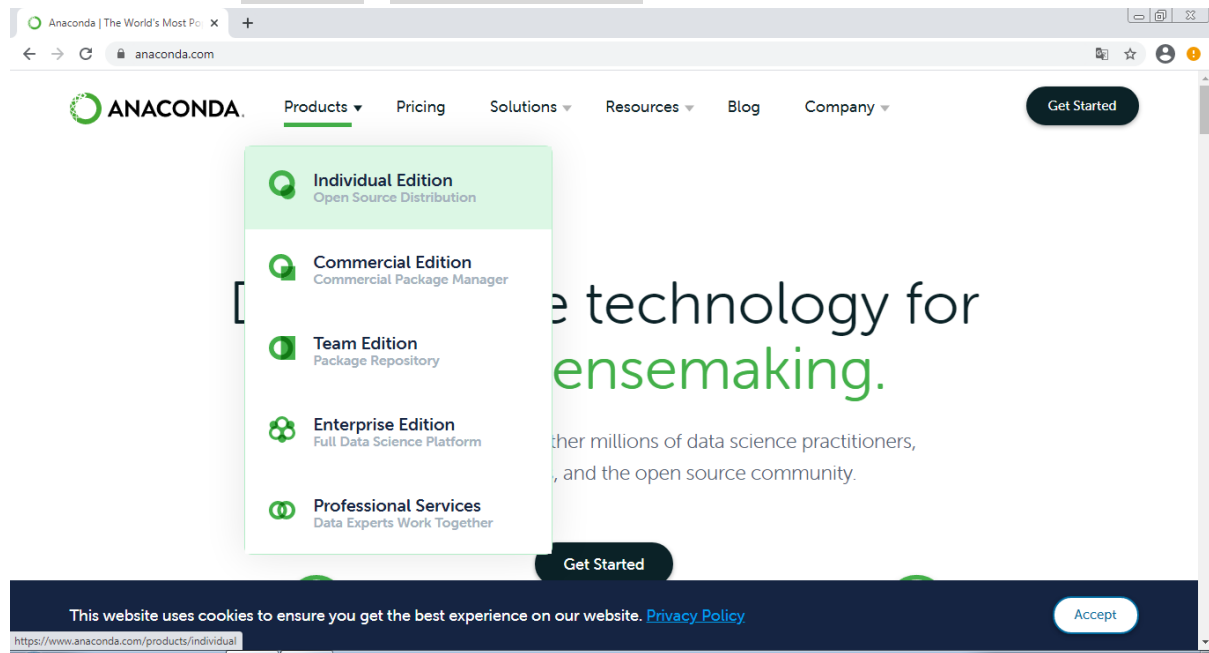 Anaconda | The World's Most Po
anaconda.com
ANACONDA.
Products Pricing Solutions Resources Blog Company Get Started
Individual Edition
Open Source Distribution
Commercial Edition
Commercial Package Manager
Team Edition
Package Repository
Enterprise Edition
Full Data Science Platform
Professional Services
Data Experts Work Together
e technology for
ensemaking.
ther millions of data science practitioners,
, and the open source community.
Get Started
This website uses cookies to ensure you get the best experience on our website. Privacy Policy
Accept
https://www.anaconda.com/products/individual